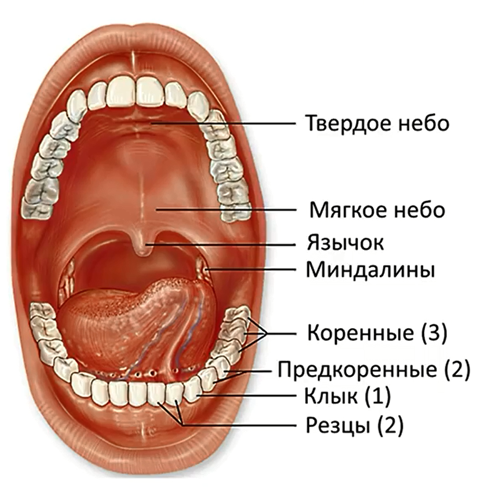 Твердое небо
Мягкое небо
Язычок
Миндалины
Коренные (3)
Предкоренные (2)
Клык (1)
Резцы (2)